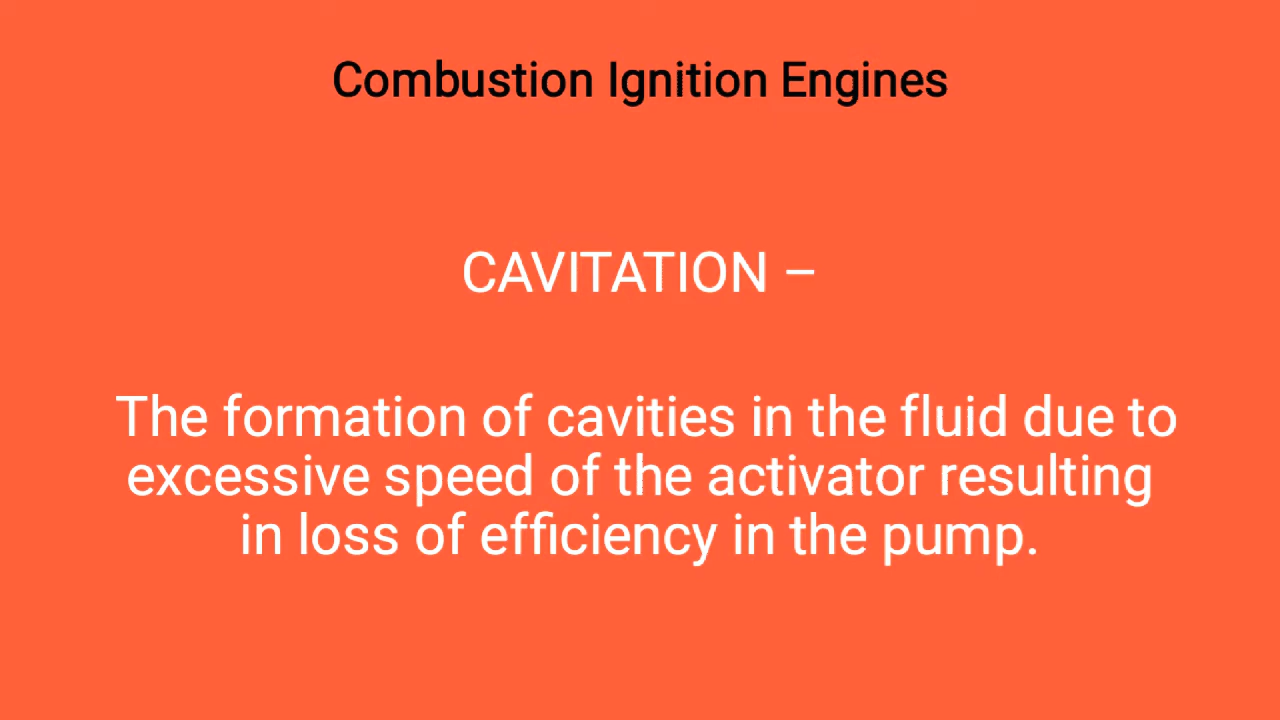 Combustion Ignition Engines
CAVITATION –
The formation of cavities in the fluid due to
excessive speed of the activator resulting
in loss of efficiency in the pump.